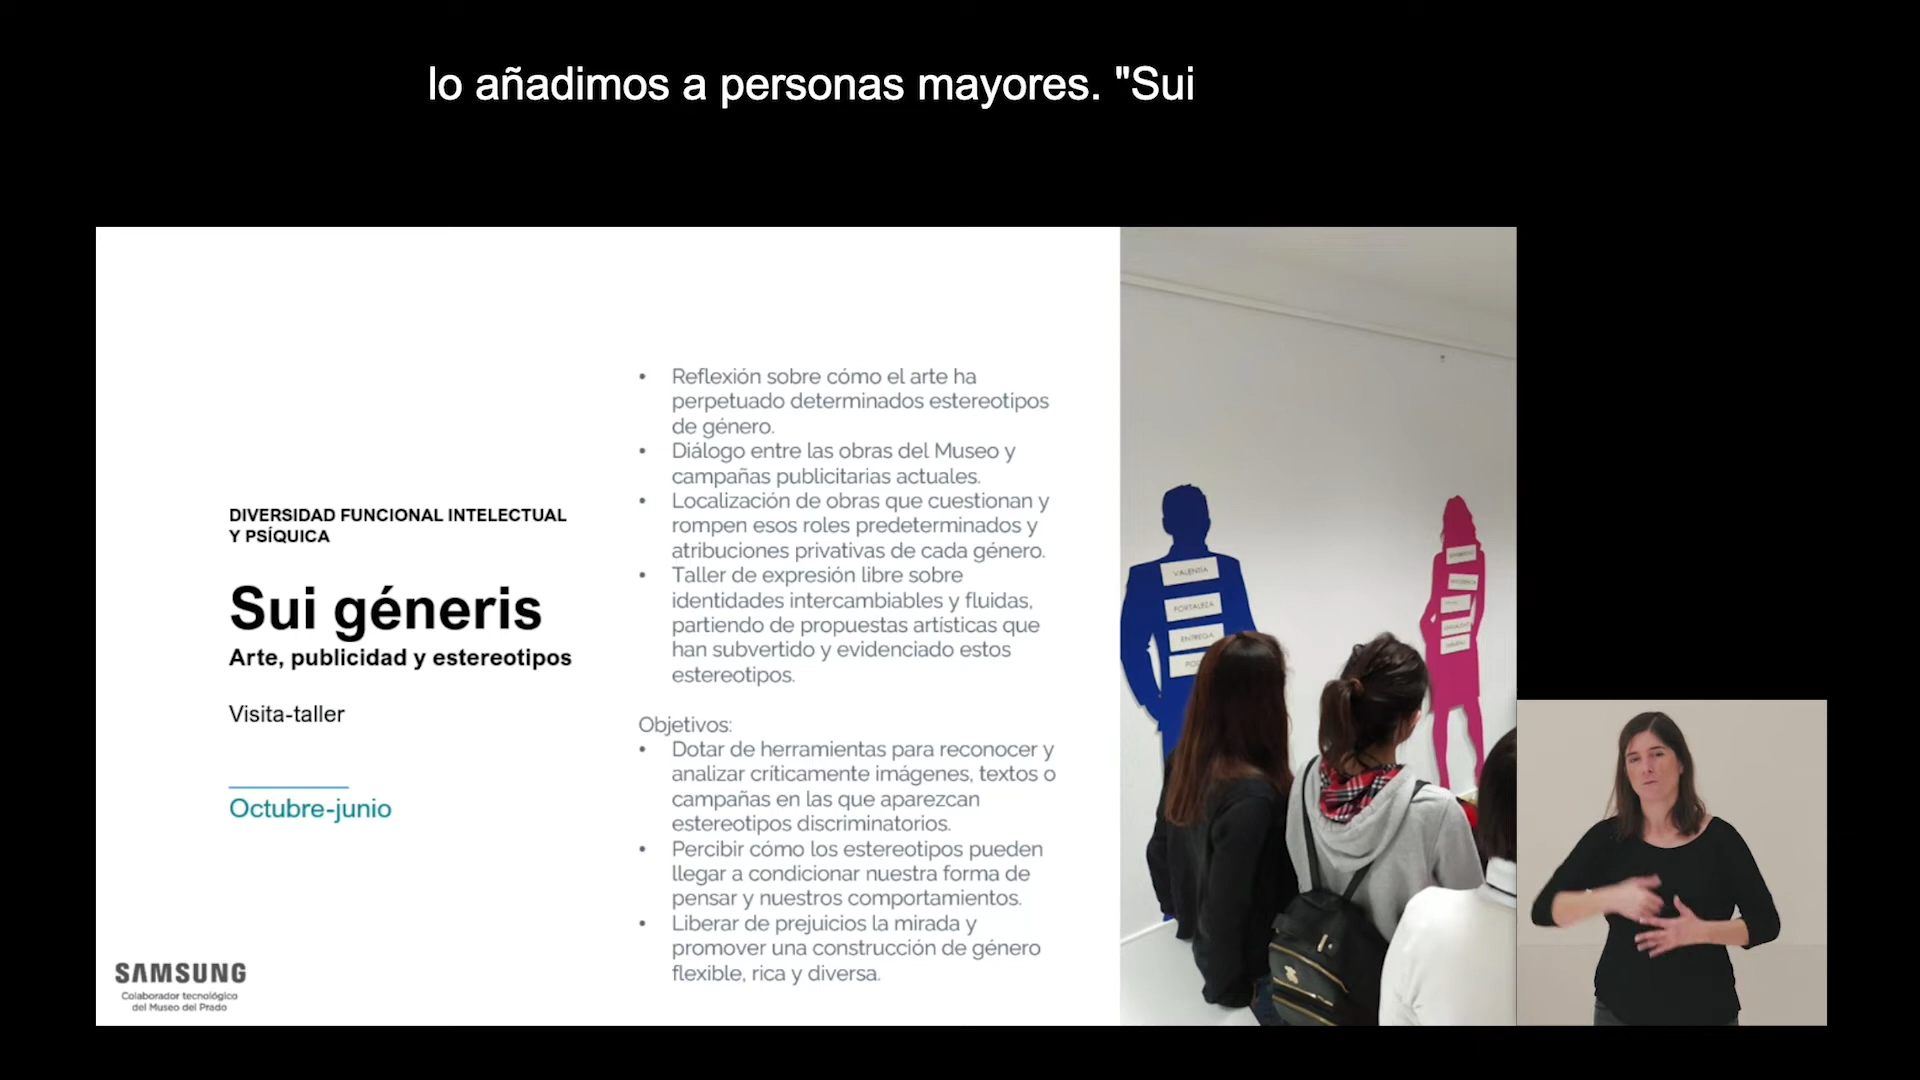 lo añadimos a personas mayores. "Sui
DIVERSIDAD FUNCIONAL INTELECTUAL
Y PSÍQUICA
Sui géneris
Arte, publicidad y estereotipos
Visita-taller
Octubre-junio
SAMSUNG
Colaborador tecnológico
del Museo del Prado
• Reflexión sobre cómo el arte ha
perpetuado determinados estereotipos
de género.
• Diálogo entre las obras del Museo y
campañas publicitarias actuales.
• Localización de obras que cuestionan y
rompen esos roles predeterminados y
atribuciones privativas de cada género.
• Taller de expresión libre sobre
identidades intercambiables y fluidas,
partiendo de propuestas artísticas que
han subvertido y evidenciado estos
estereotipos.
Objetivos:
• Dotar de herramientas para reconocer y
analizar críticamente imágenes, textos o
campañas en las que aparezcan
estereotipos discriminatorios.
• Percibir cómo los estereotipos pueden
llegar a condicionar nuestra forma de
pensar y nuestros comportamientos.
• Liberar de prejuicios la mirada y
promover una construcción de género
flexible, rica y diversa.
VALENTÍA
FORTALEZA
ENTREGA